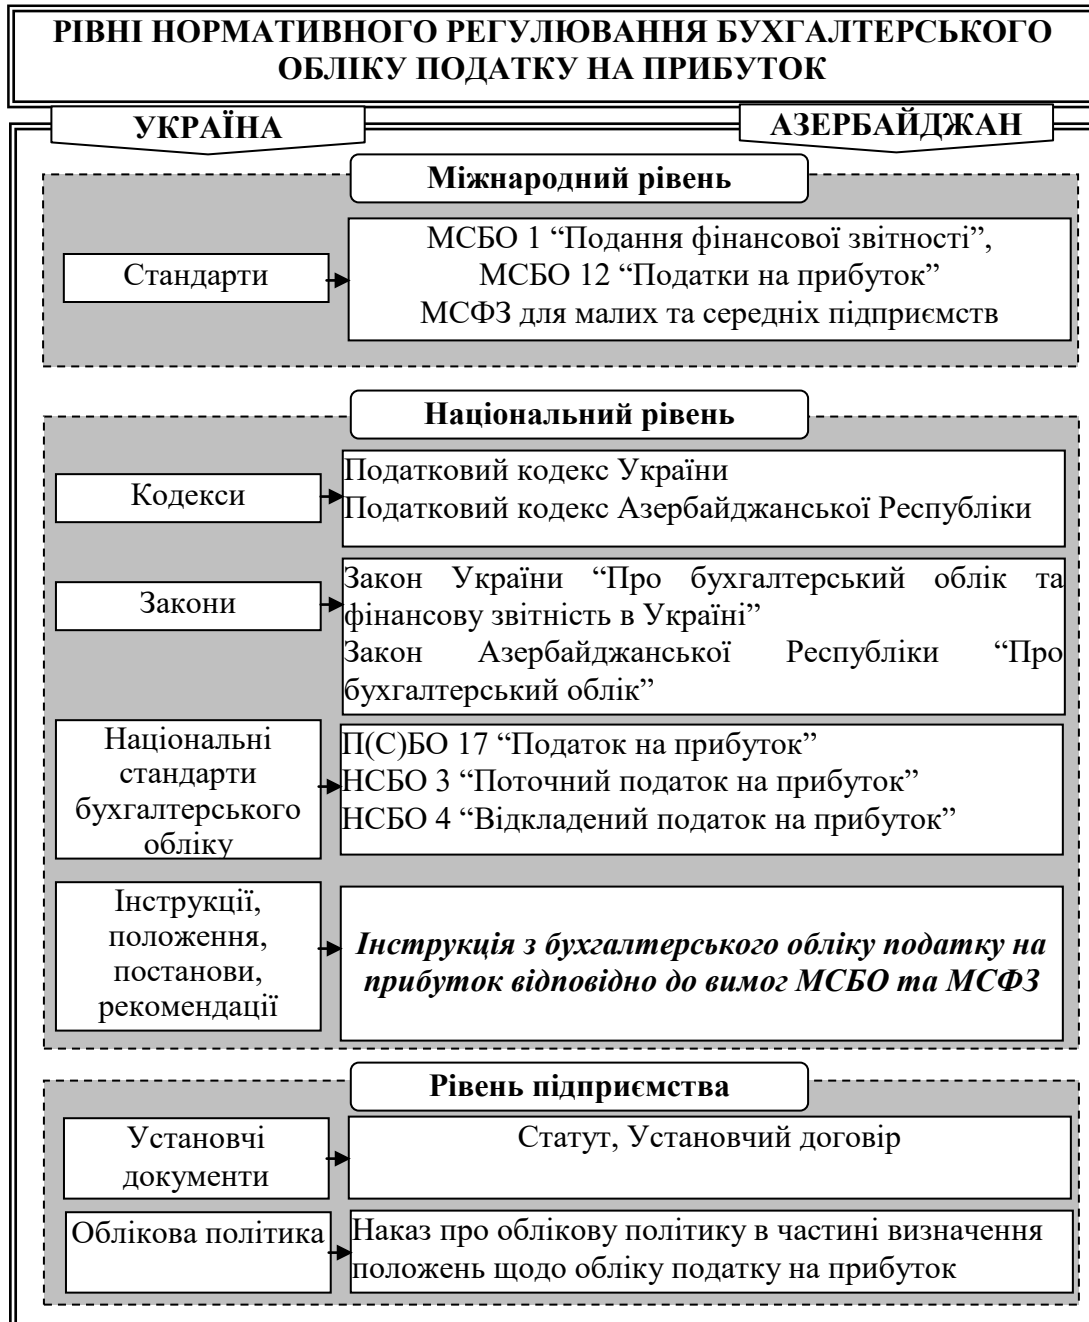 РІВНІ НОРМАТИВНОГО РЕГУЛЮВАННЯ БУХГАЛТЕРСЬКОГО
ОБЛІКУ ПОДАТКУ НА ПРИБУТОК
УКРАЇНА
АЗЕРБАЙДЖАН
Міжнародний рівень
Стандарти
МСБО 1 “Подання фінансової звітності”,
МСБО 12 “Податки на прибуток”
МСФЗ для малих та середніх підприємств
Національний рівень
Кодекси
Податковий кодекс України
Податковий кодекс Азербайджанської Республіки
Закони
Закон України “Про бухгалтерський облік та
фінансову звітність в Україні”
Закон Азербайджанської Республіки “Про
бухгалтерський облік”
Національні
стандарти
бухгалтерського
обліку
П(С)БО 17 “Податок на прибуток”
НСБО 3 “Поточний податок на прибуток”
НСБО 4 “Відкладений податок на прибуток”
Інструкції,
положення,
постанови,
рекомендації
Інструкція з бухгалтерського обліку податку на
прибуток відповідно до вимог МСБО та МСФЗ
Рівень підприємства
Установчі
документи
Статут, Установчий договір
Облікова політика
Наказ про облікову політику в частині визначення
положень щодо обліку податку на прибуток